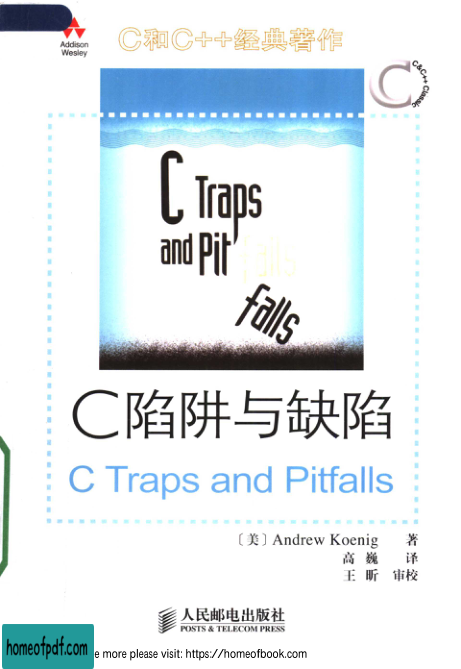 Addison
Wesley
C和C++经典著作
C&C++ Classic
C Traps
and Pit
falls
falls
C陷阱与缺陷
C Traps and Pitfalls
〔美〕Andrew Koenig 著
高巍 译
王昕 审校
人民邮电出版社
POSTS & TELECOM PRESS
homeofpdf.com
e more please visit: https://homeofbook.com